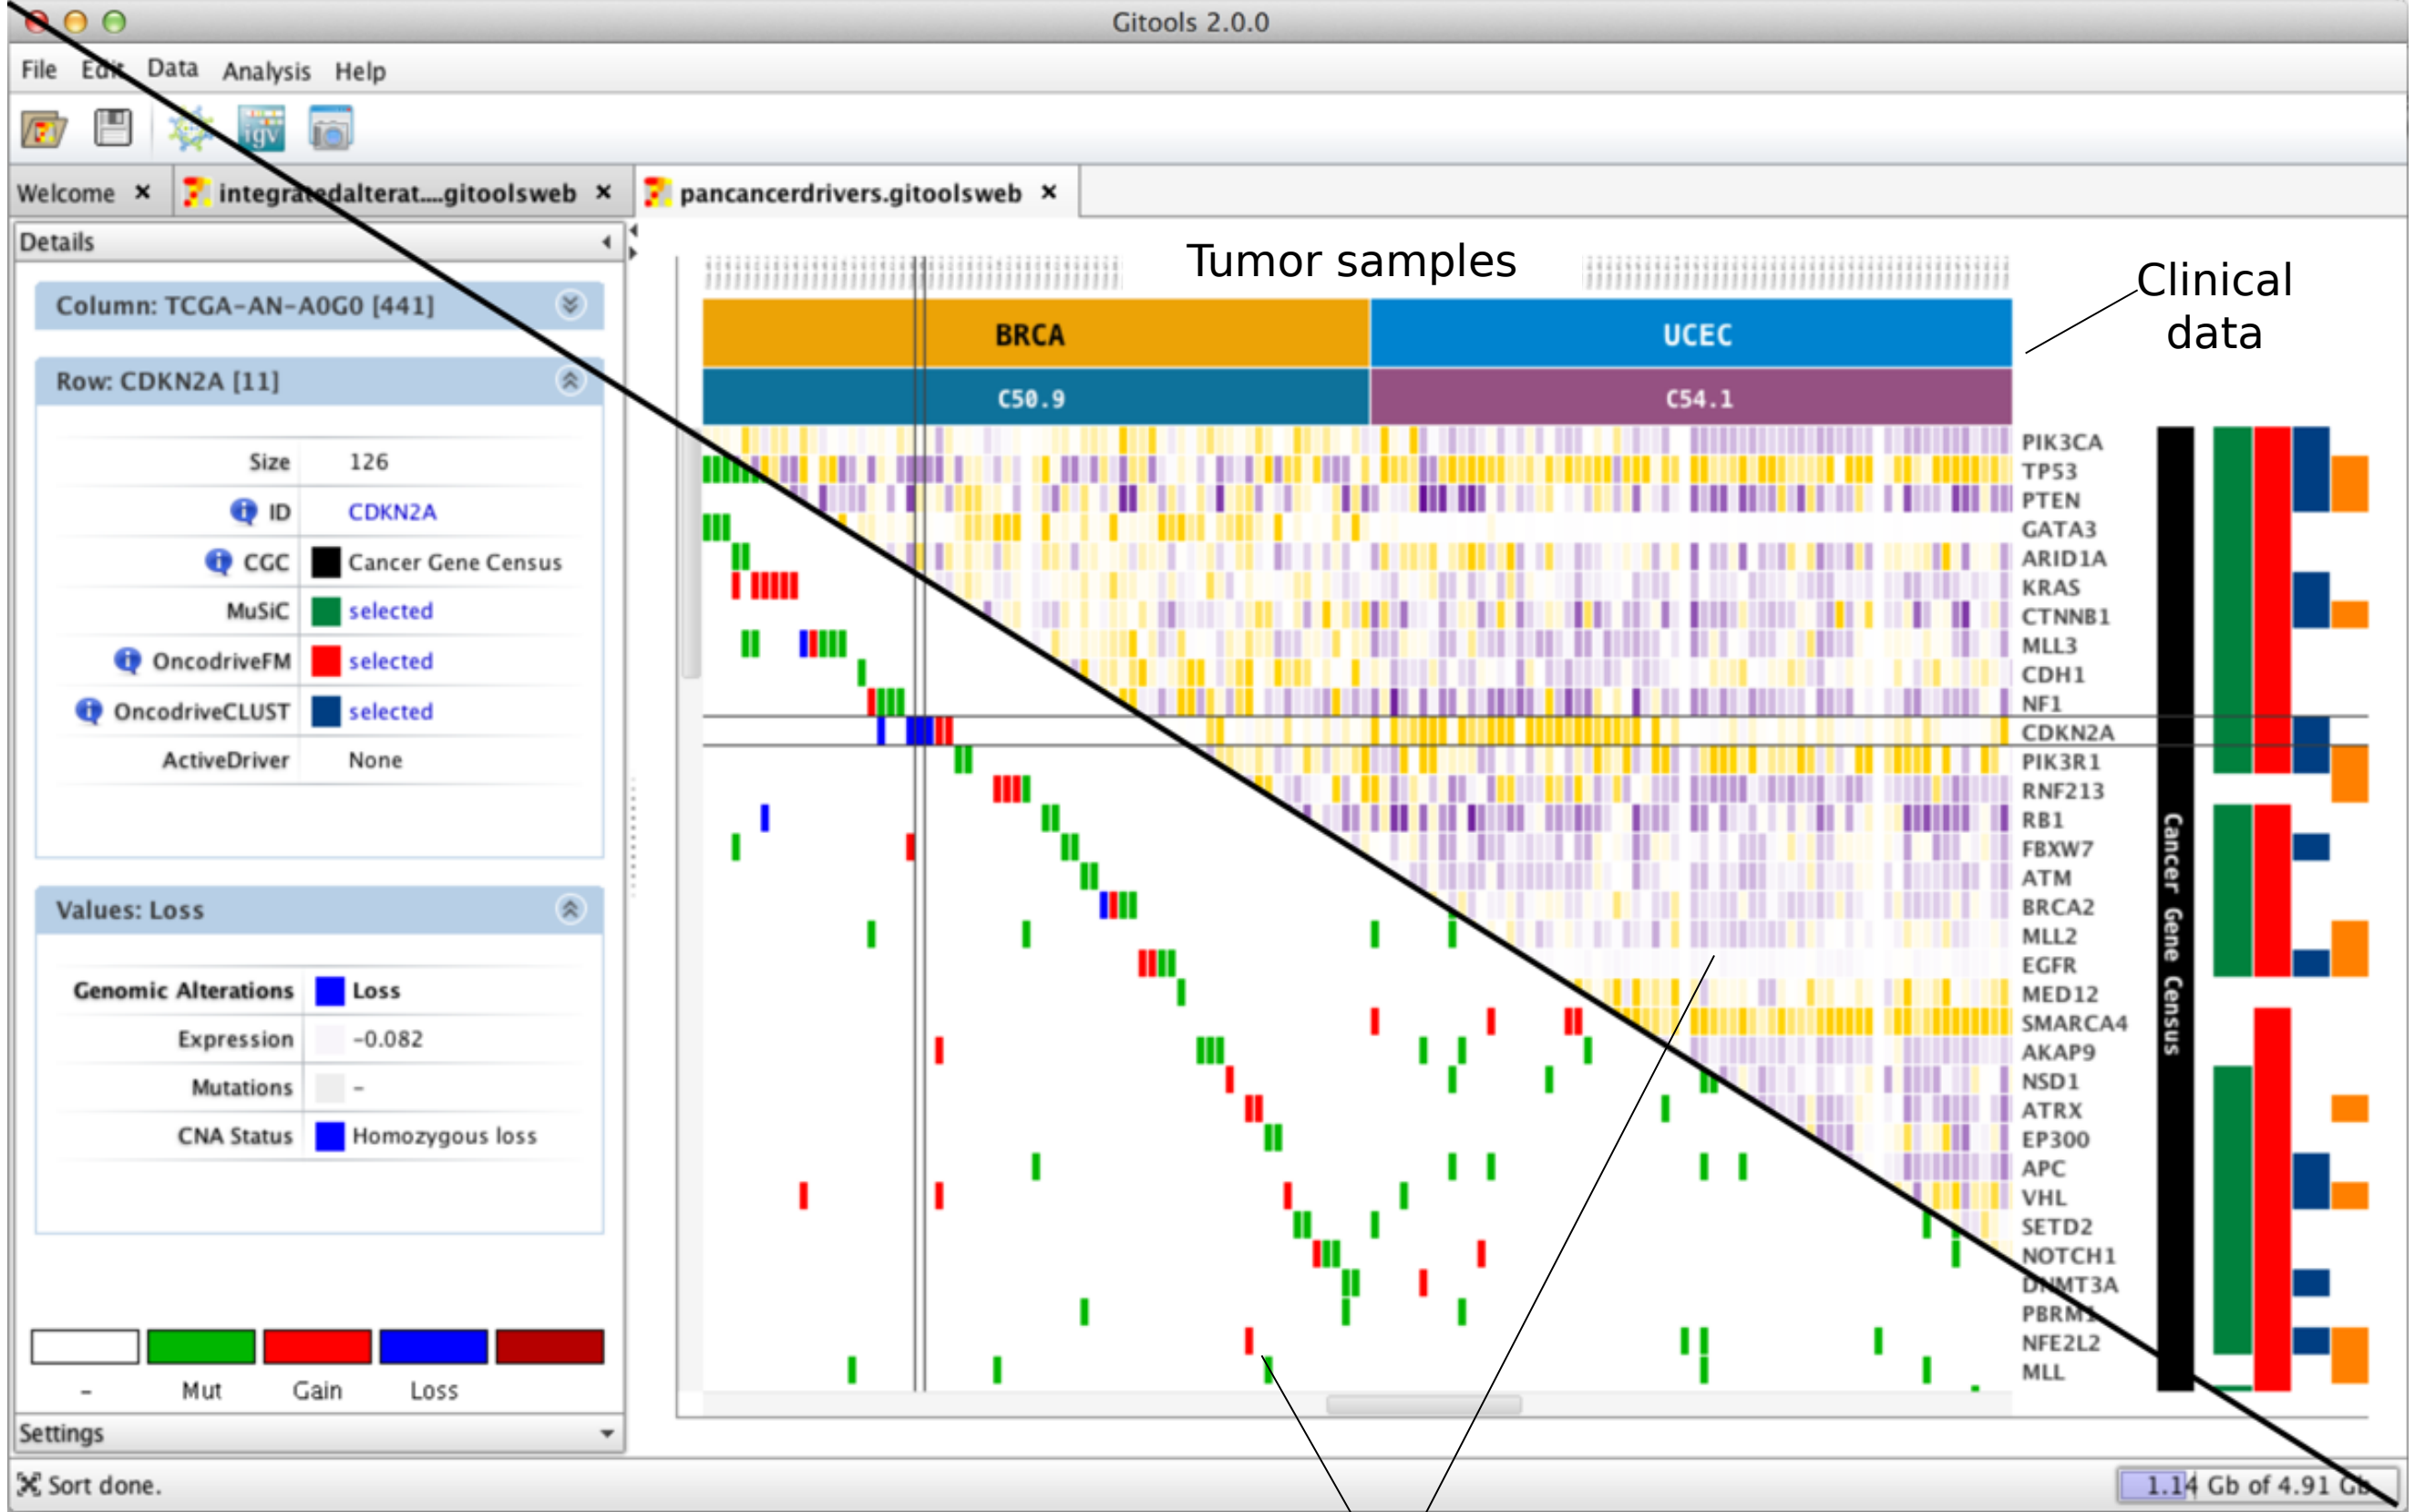 Gitools 2.0.0
File Edit Data Analysis Help
igv
Welcome ×
integratedalterat....gitoolsweb ×
pancancerdrivers.gitoolsweb ×
Details
Column: TCGA-AN-A0G0 [441]
Row: CDKN2A [11]
Size 126
ID CDKN2A
CGC Cancer Gene Census
MuSiC selected
OncodriveFM selected
OncodriveCLUST selected
ActiveDriver None
Values: Loss
Genomic Alterations Loss
Expression -0.082
Mutations -
CNA Status Homozygous loss
- Mut Gain Loss
Settings
Tumor samples
Clinical
data
BRCA UCEC
C50.9 C54.1
PIK3CA
TP53
PTEN
GATA3
ARID1A
KRAS
CTNNB1
MLL3
CDH1
NF1
CDKN2A
PIK3R1
RNF213
RB1
FBXW7
ATM
BRCA2
MLL2
EGFR
MED12
SMARCA4
AKAP9
NSD1
ATRX
EP300
APC
VHL
SETD2
NOTCH1
DNMT3A
PBRM1
NFE2L2
MLL
Cancer Gene Census
Sort done.
1.14 Gb of 4.91 Gb